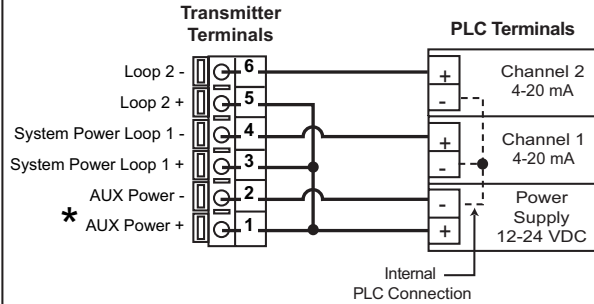 Transmitter
Terminals
PLC Terminals
Loop 2 - 6
Loop 2 + 5
System Power Loop 1 - 4
System Power Loop 1 + 3
AUX Power - 2
* AUX Power + 1
+ Channel 2
- 4-20 mA
+ Channel 1
- 4-20 mA
- Power
Supply
+ 12-24 VDC
Internal
PLC Connection